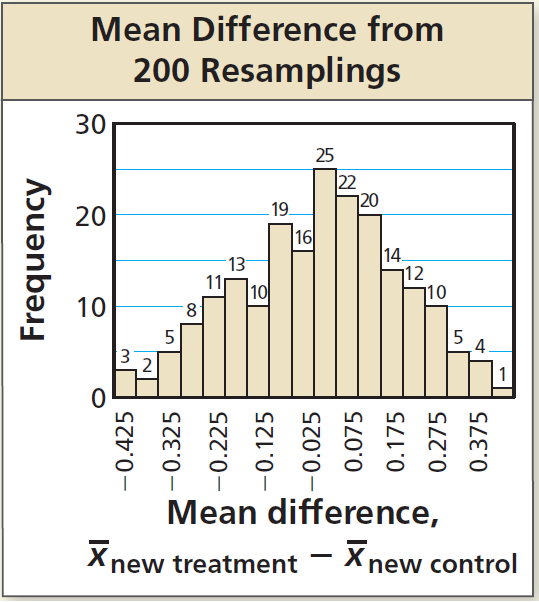 Mean Difference from
200 Resamplings
Frequency
30
20
10
0
3 2 5 8 11 13 10 19 16 25 22 20 14 12 10 5 4 1
−0.425 −0.325 −0.225 −0.125 −0.025 0.075 0.175 0.275 0.375
Mean difference,
x̅ new treatment − x̅ new control